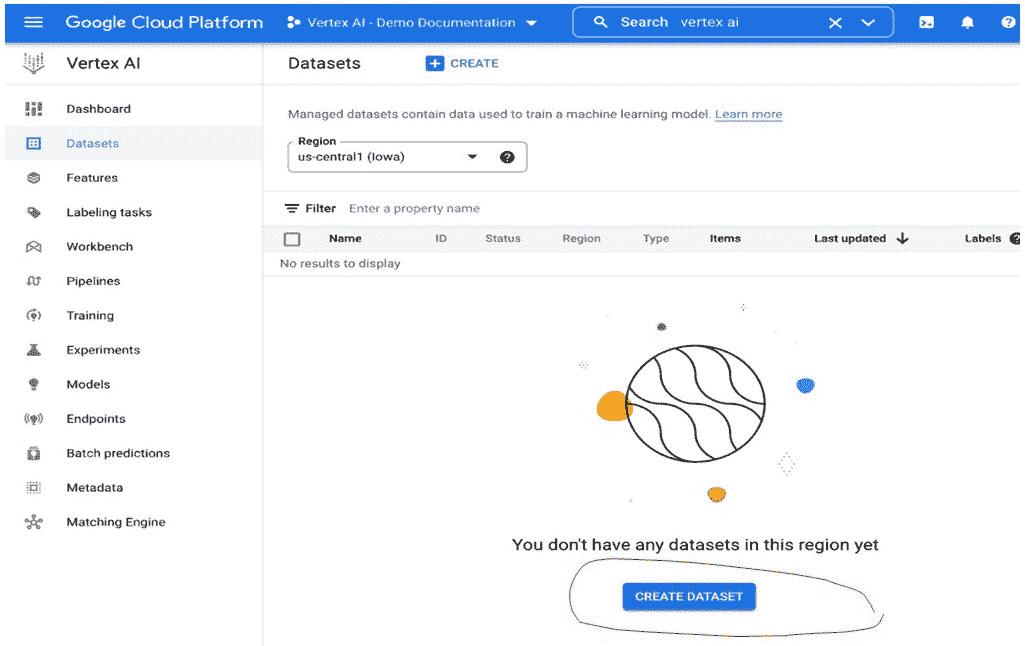 Google Cloud Platform Vertex AI - Demo Documentation Search vertex ai
Vertex AI
Dashboard
Datasets
Features
Labeling tasks
Workbench
Pipelines
Training
Experiments
Models
Endpoints
Batch predictions
Metadata
Matching Engine
Datasets CREATE
Managed datasets contain data used to train a machine learning model. Learn more
Region
us-central1 (Iowa)
Filter Enter a property name
Name ID Status Region Type Items Last updated Labels
No results to display
You don't have any datasets in this region yet
CREATE DATASET